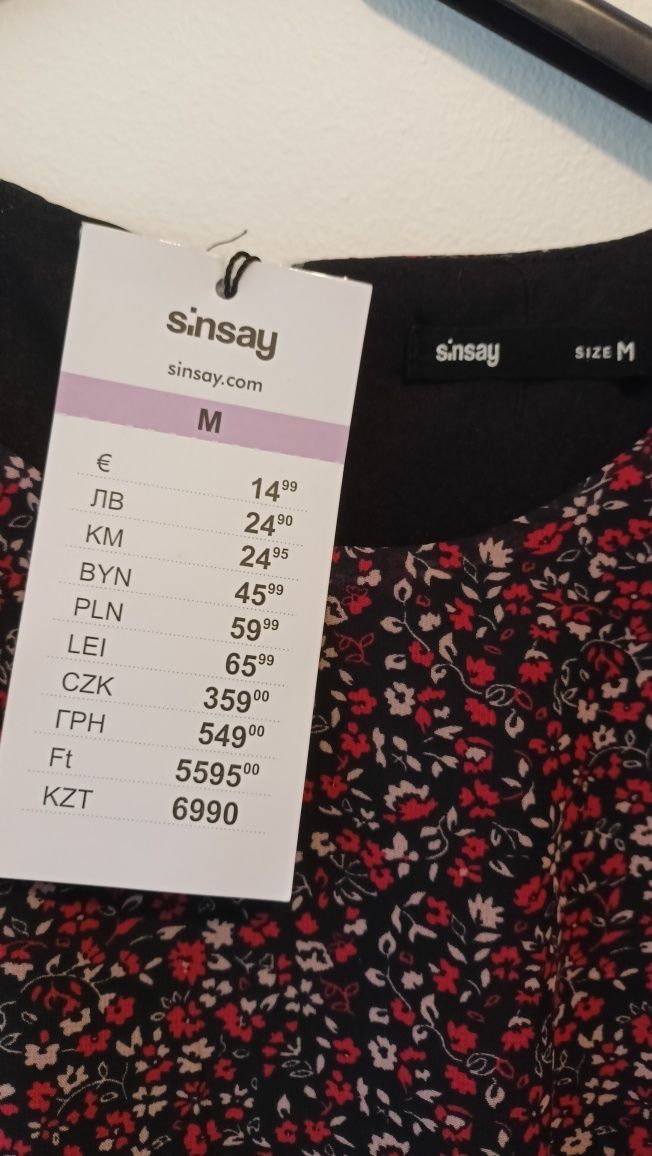 sinsay
sinsay.com
M
€ 14⁹⁹
ЛВ 24⁹⁰
KM 24⁹⁵
BYN 45⁹⁹
PLN 59⁹⁹
LEI 65⁹⁹
CZK 359⁰⁰
ГРН 549⁰⁰
Ft 5595⁰⁰
KZT 6990
sinsay SIZE M